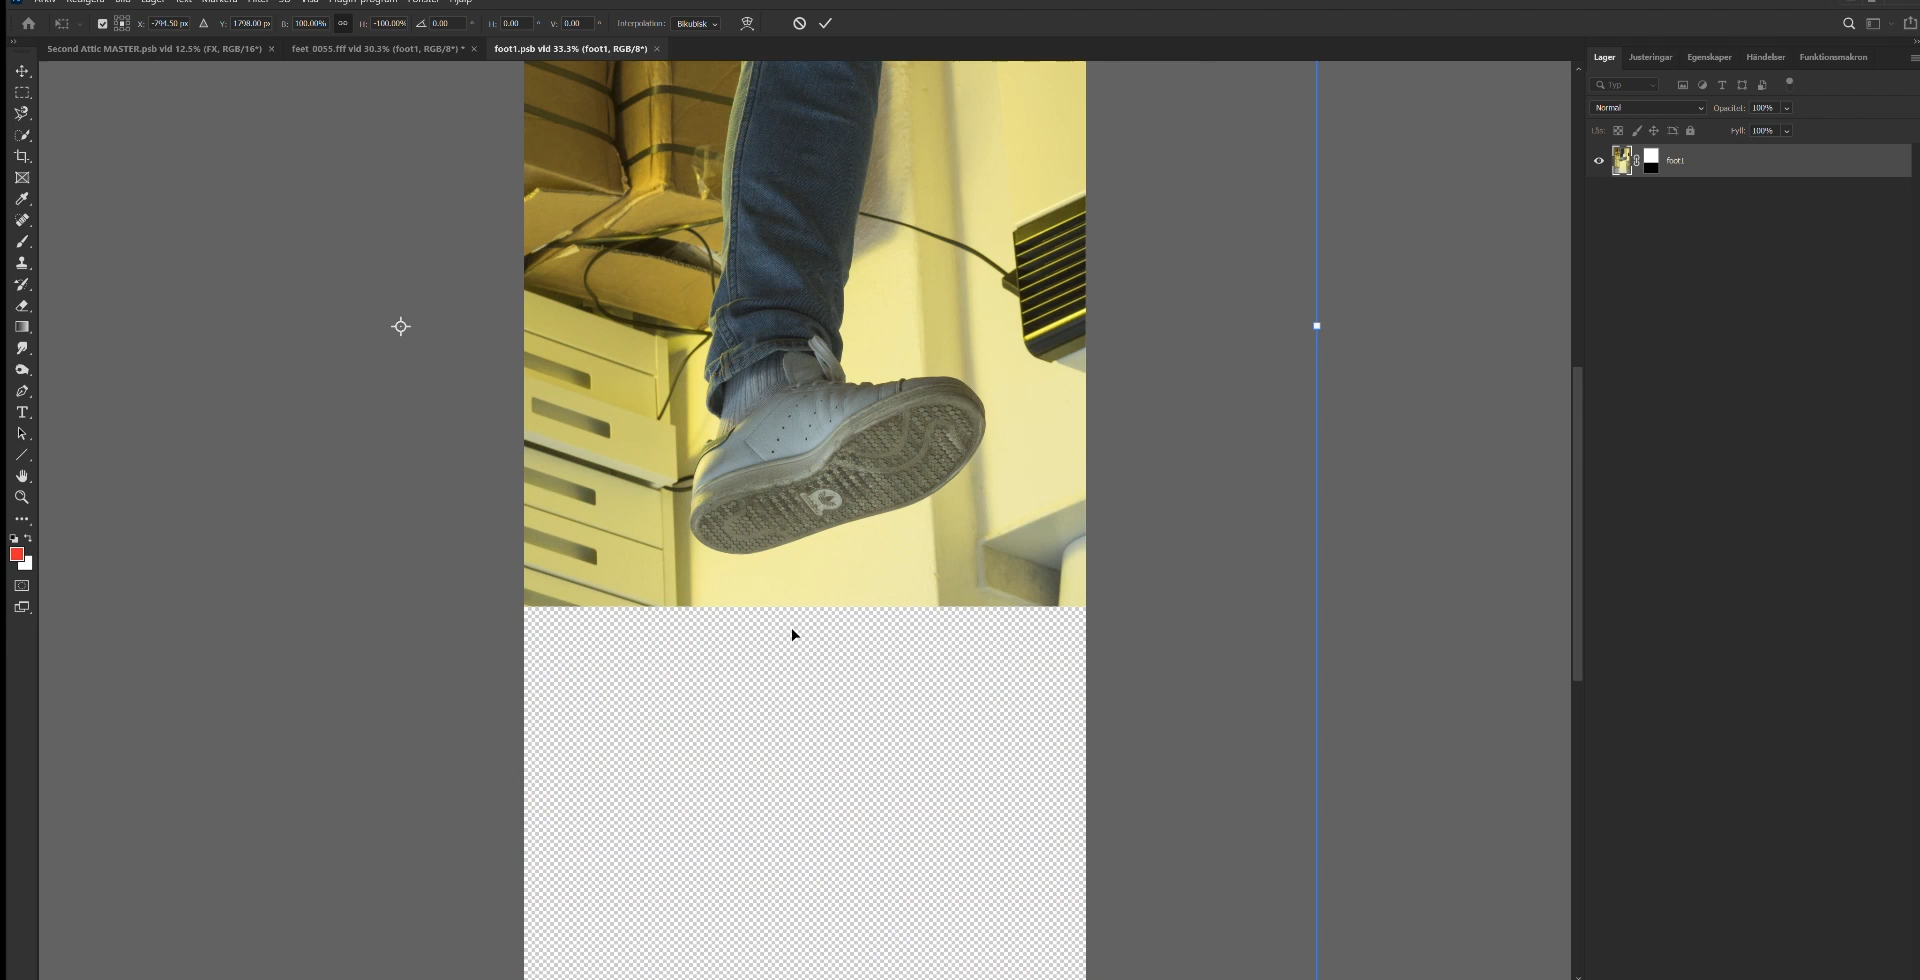 Arkiv Redigera Bild Lager Text Markera Filter 3D Visa Plugin-program Fönster Hjälp
X: -794.50 px Y: 1798.00 px B: 100.00% H: -100.00% 0.00 ° H: 0.00 ° V: 0.00 ° Interpolation: Bikubisk
Second Attic MASTER.psb vid 12.5% (FX, RGB/16*) × feet 0055.fff vid 30.3% (foot1, RGB/8*) * × foot1.psb vid 33.3% (foot1, RGB/8*) ×
Lager Justeringar Egenskaper Händelser Funktionsmakron
Typ
Normal Opacitet: 100%
Lås: Fyll: 100%
foot1